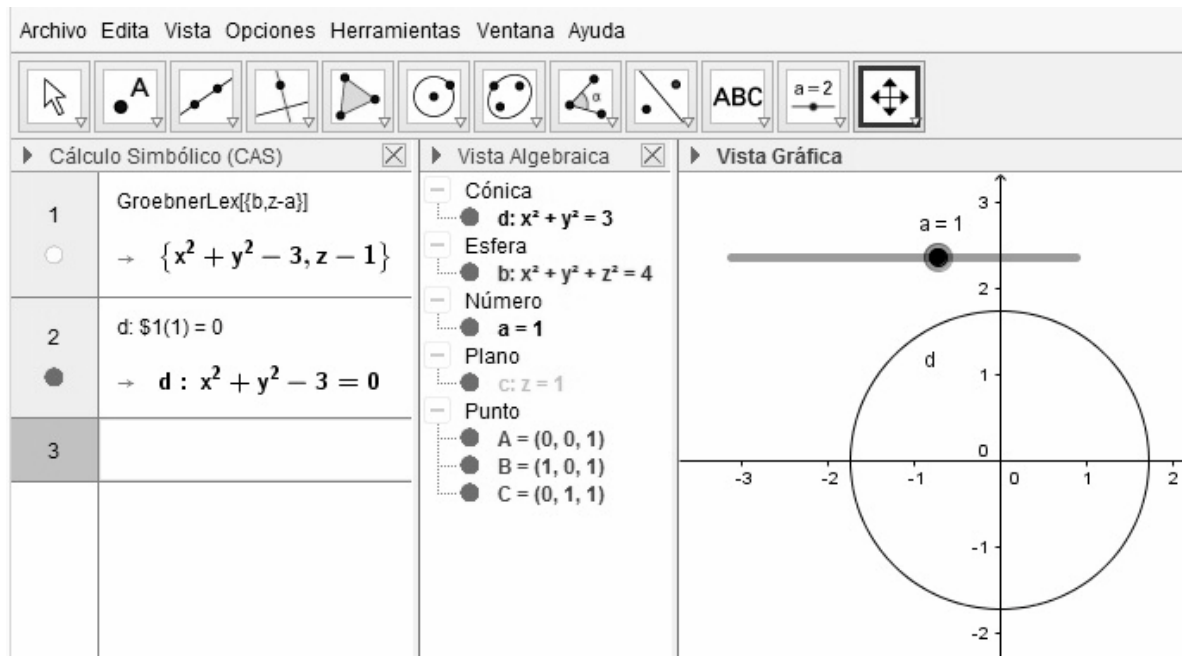 Archivo Edita Vista Opciones Herramientas Ventana Ayuda
A
α
ABC
a = 2
Cálculo Simbólico (CAS)
1
GroebnerLex[{b,z-a}]
→ {x² + y² − 3, z − 1}
2
d: $1(1) = 0
→ d : x² + y² − 3 = 0
3
Vista Algebraica
Cónica
d: x² + y² = 3
Esfera
b: x² + y² + z² = 4
Número
a = 1
Plano
c: z = 1
Punto
A = (0, 0, 1)
B = (1, 0, 1)
C = (0, 1, 1)
Vista Gráfica
3
a = 1
2
d
1
0
-3 -2 -1 0 1 2
-1
-2